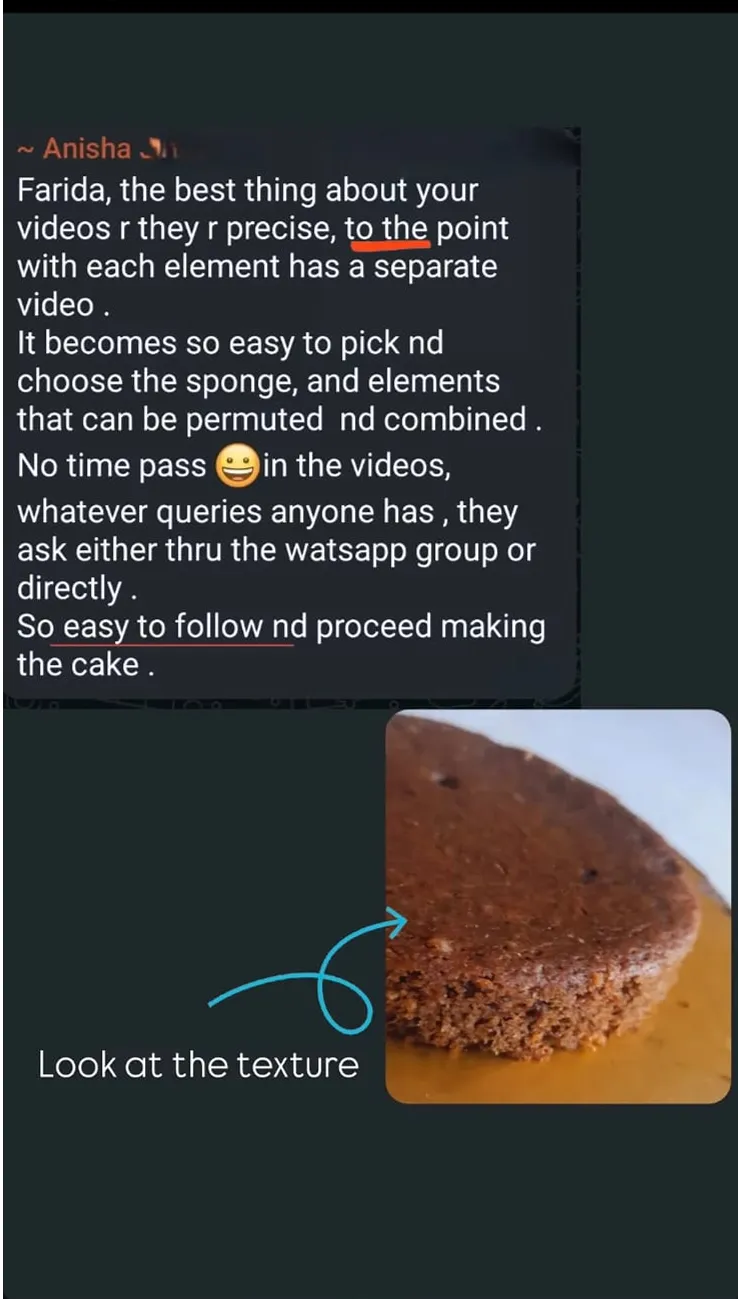 ~ Anisha
Farida, the best thing about your
videos r they r precise, to the point
with each element has a separate
video .
It becomes so easy to pick nd
choose the sponge, and elements
that can be permuted  nd combined .
No time pass 😀in the videos,
whatever queries anyone has , they
ask either thru the watsapp group or
directly .
So easy to follow nd proceed making
the cake .
Look at the texture